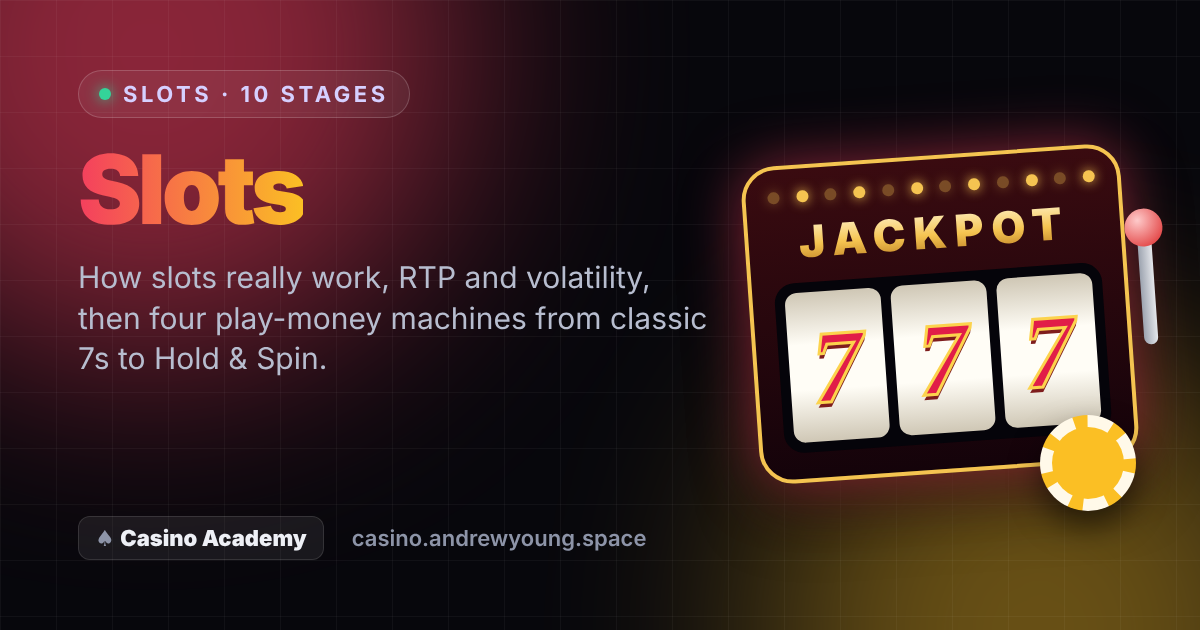 SLOTS · 10 STAGES
Slots
How slots really work, RTP and volatility,
then four play-money machines from classic
7s to Hold & Spin.
JACKPOT
7 7 7
♠ Casino Academy
casino.andrewyoung.space